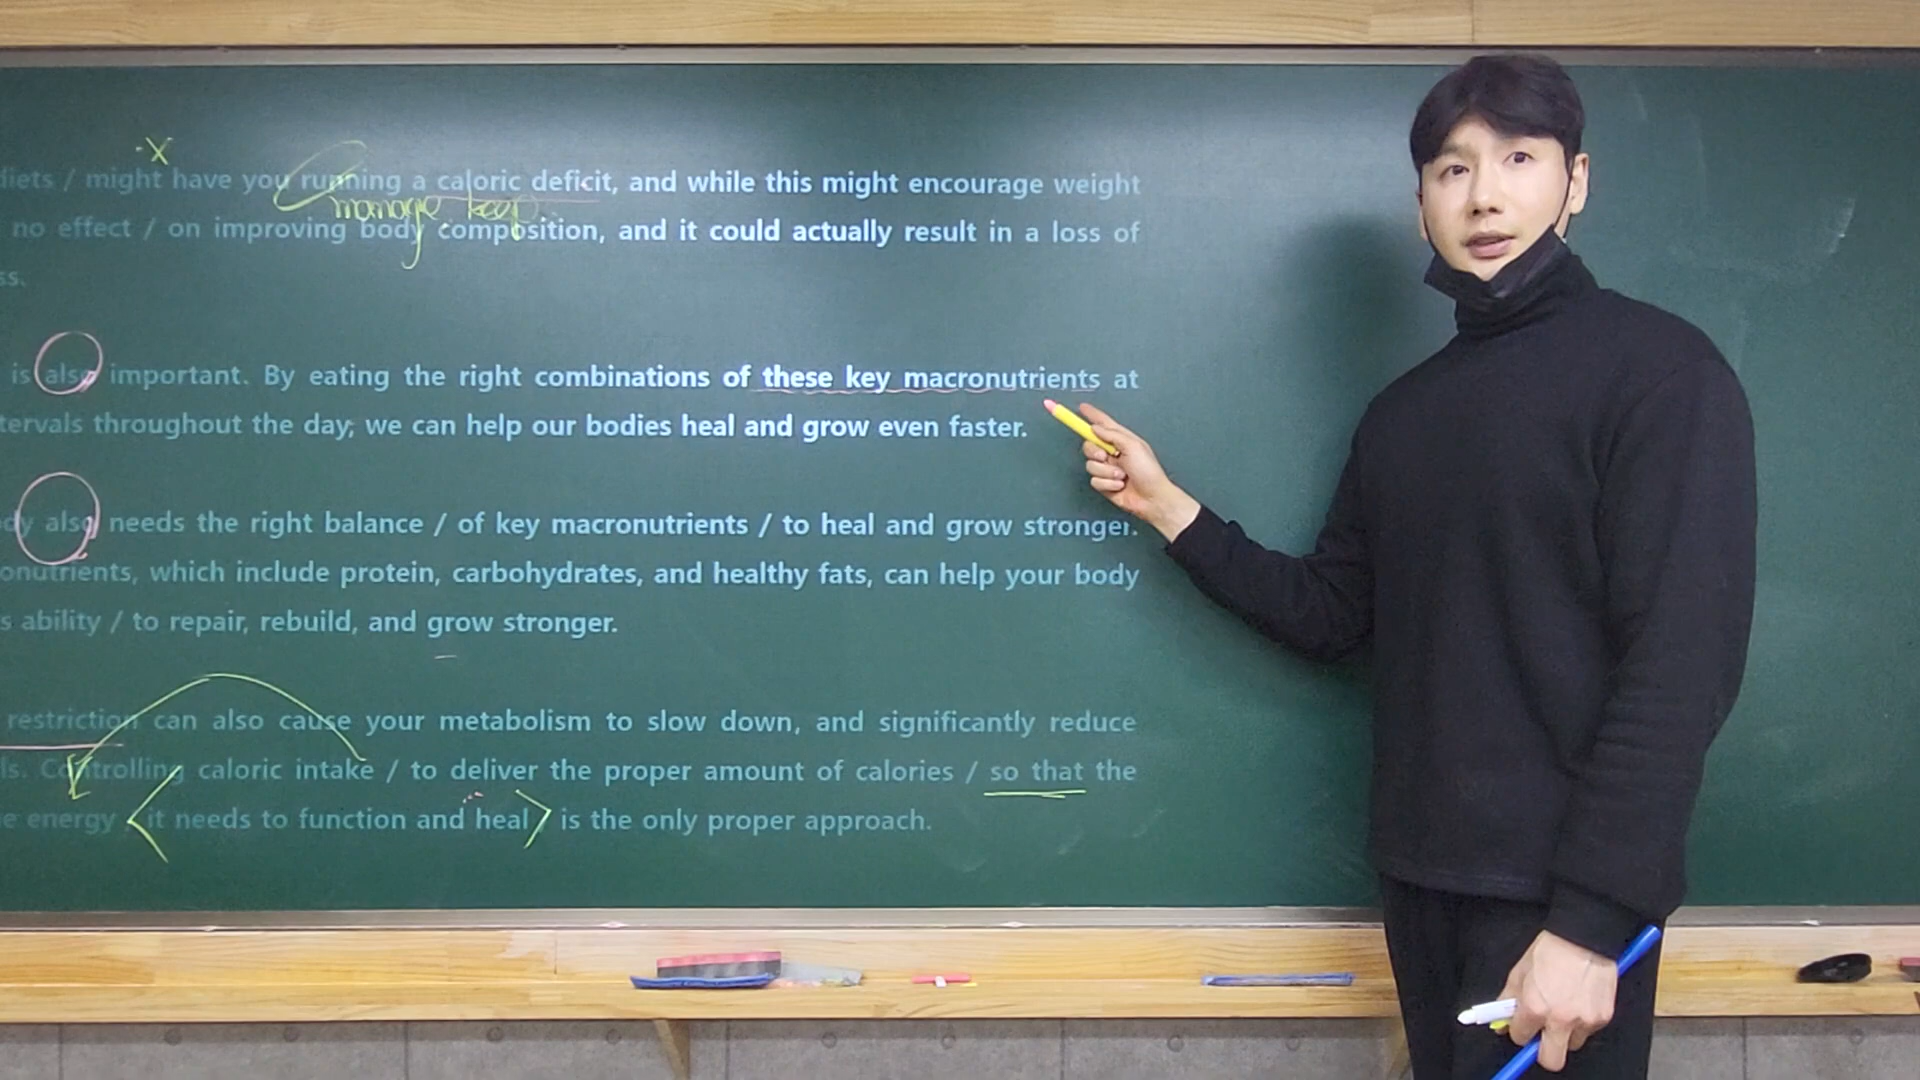 X
diets / might have you running a caloric deficit, and while this might encourage weight
manage keep
no effect / on improving body composition, and it could actually result in a loss of
ss.
is also important. By eating the right combinations of these key macronutrients at
tervals throughout the day, we can help our bodies heal and grow even faster.
dy also needs the right balance / of key macronutrients / to heal and grow stronger.
onutrients, which include protein, carbohydrates, and healthy fats, can help your body
s ability / to repair, rebuild, and grow stronger.
restriction can also cause your metabolism to slow down, and significantly reduce
ls. Controlling caloric intake / to deliver the proper amount of calories / so that the
e energy < it needs to function and heal > is the only proper approach.